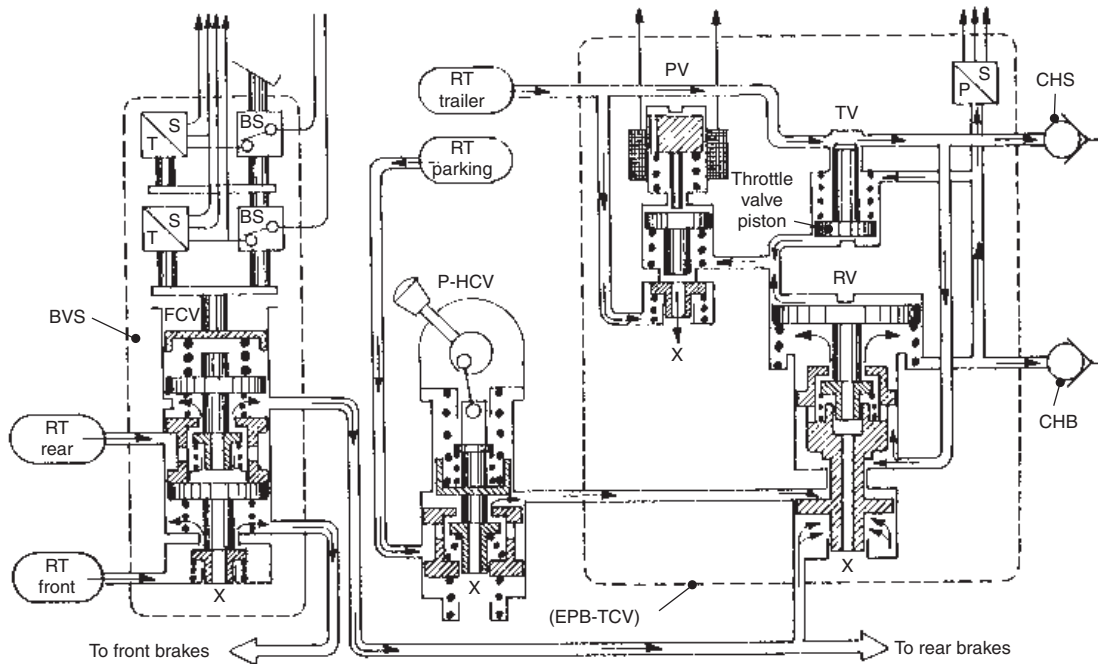 PV
S
P
CHS
RT
trailer
TV
S
T
BS
RT
parking
Throttle
valve
piston
S
T
BS
P-HCV
RV
BVS
FCV
X
CHB
RT
rear
RT
front
X
X
X
(EPB-TCV)
To front brakes
To rear brakes